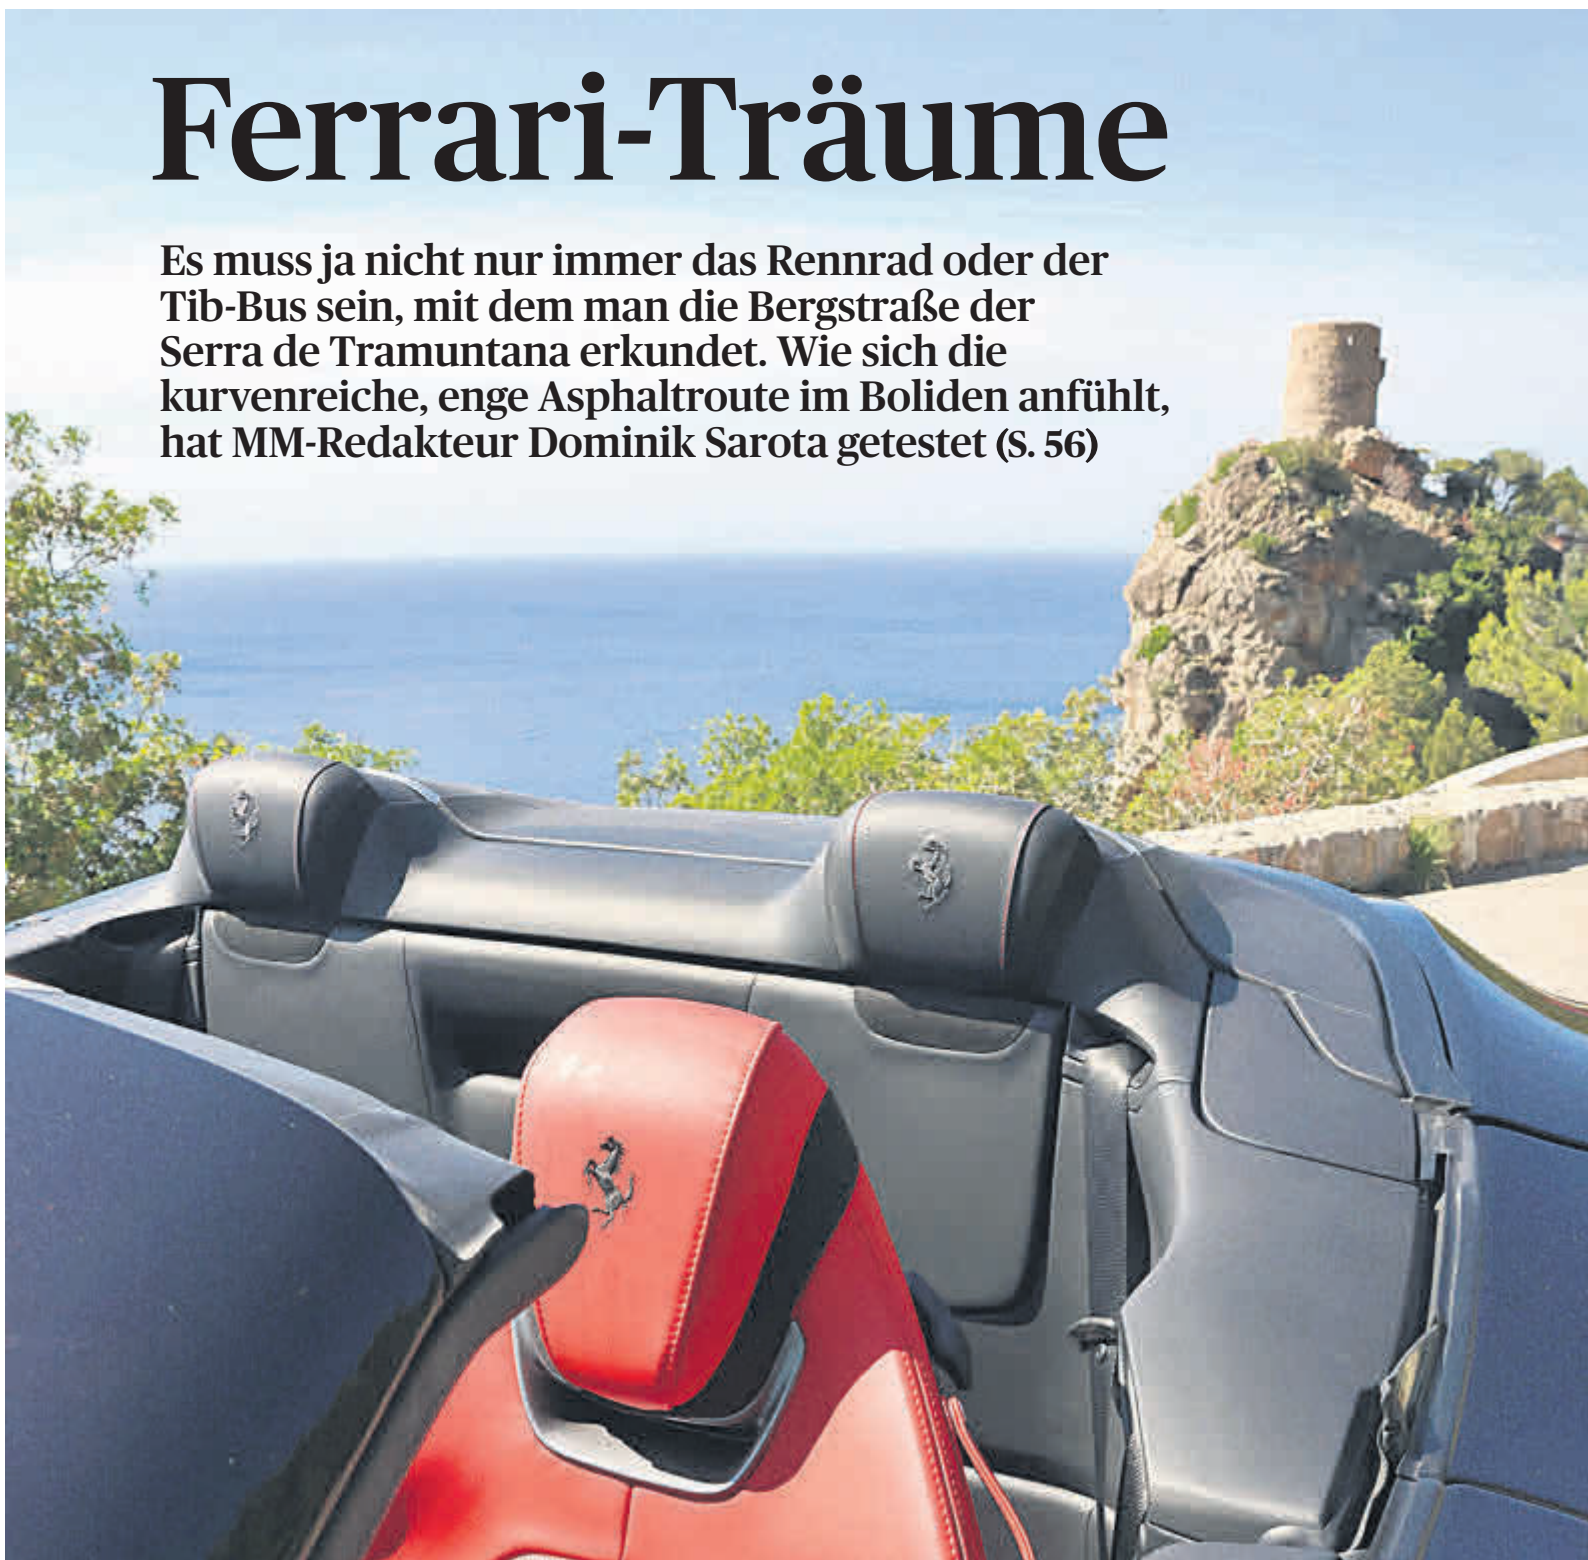 Ferrari-Träume
Es muss ja nicht nur immer das Rennrad oder der
Tib-Bus sein, mit dem man die Bergstraße der
Serra de Tramuntana erkundet. Wie sich die
kurvenreiche, enge Asphaltroute im Boliden anfühlt,
hat MM-Redakteur Dominik Sarota getestet (S. 56)